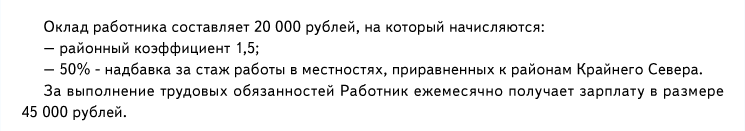 Оклад работника составляет 20 000 рублей, на который начисляются:
— районный коэффициент 1,5;
— 50% - надбавка за стаж работы в местностях, приравненных к районам Крайнего Севера.
За выполнение трудовых обязанностей Работник ежемесячно получает зарплату в размере
45 000 рублей.